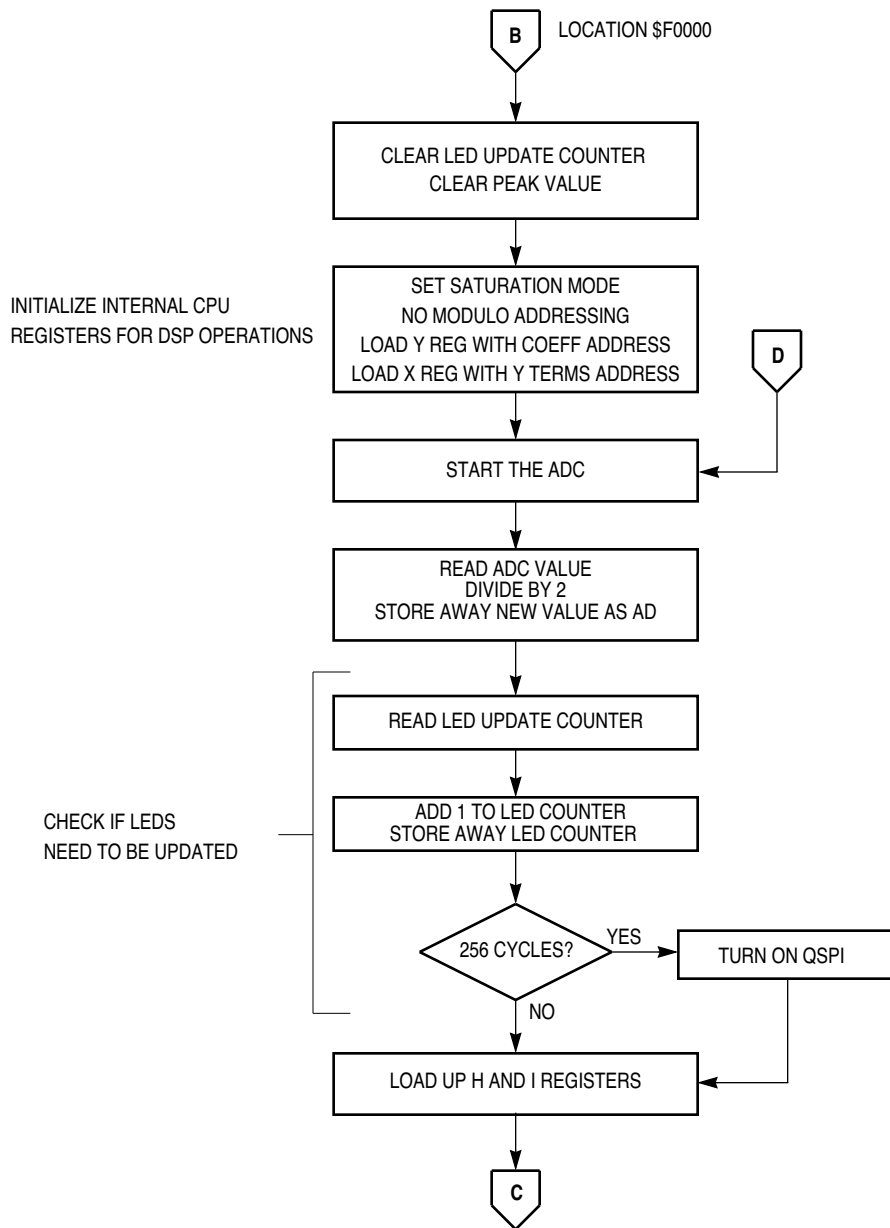 B
LOCATION $F0000
CLEAR LED UPDATE COUNTER
CLEAR PEAK VALUE
INITIALIZE INTERNAL CPU
REGISTERS FOR DSP OPERATIONS
SET SATURATION MODE
NO MODULO ADDRESSING
LOAD Y REG WITH COEFF ADDRESS
LOAD X REG WITH Y TERMS ADDRESS
D
START THE ADC
READ ADC VALUE
DIVIDE BY 2
STORE AWAY NEW VALUE AS AD
READ LED UPDATE COUNTER
ADD 1 TO LED COUNTER
STORE AWAY LED COUNTER
CHECK IF LEDS
NEED TO BE UPDATED
256 CYCLES?
YES
TURN ON QSPI
NO
LOAD UP H AND I REGISTERS
C